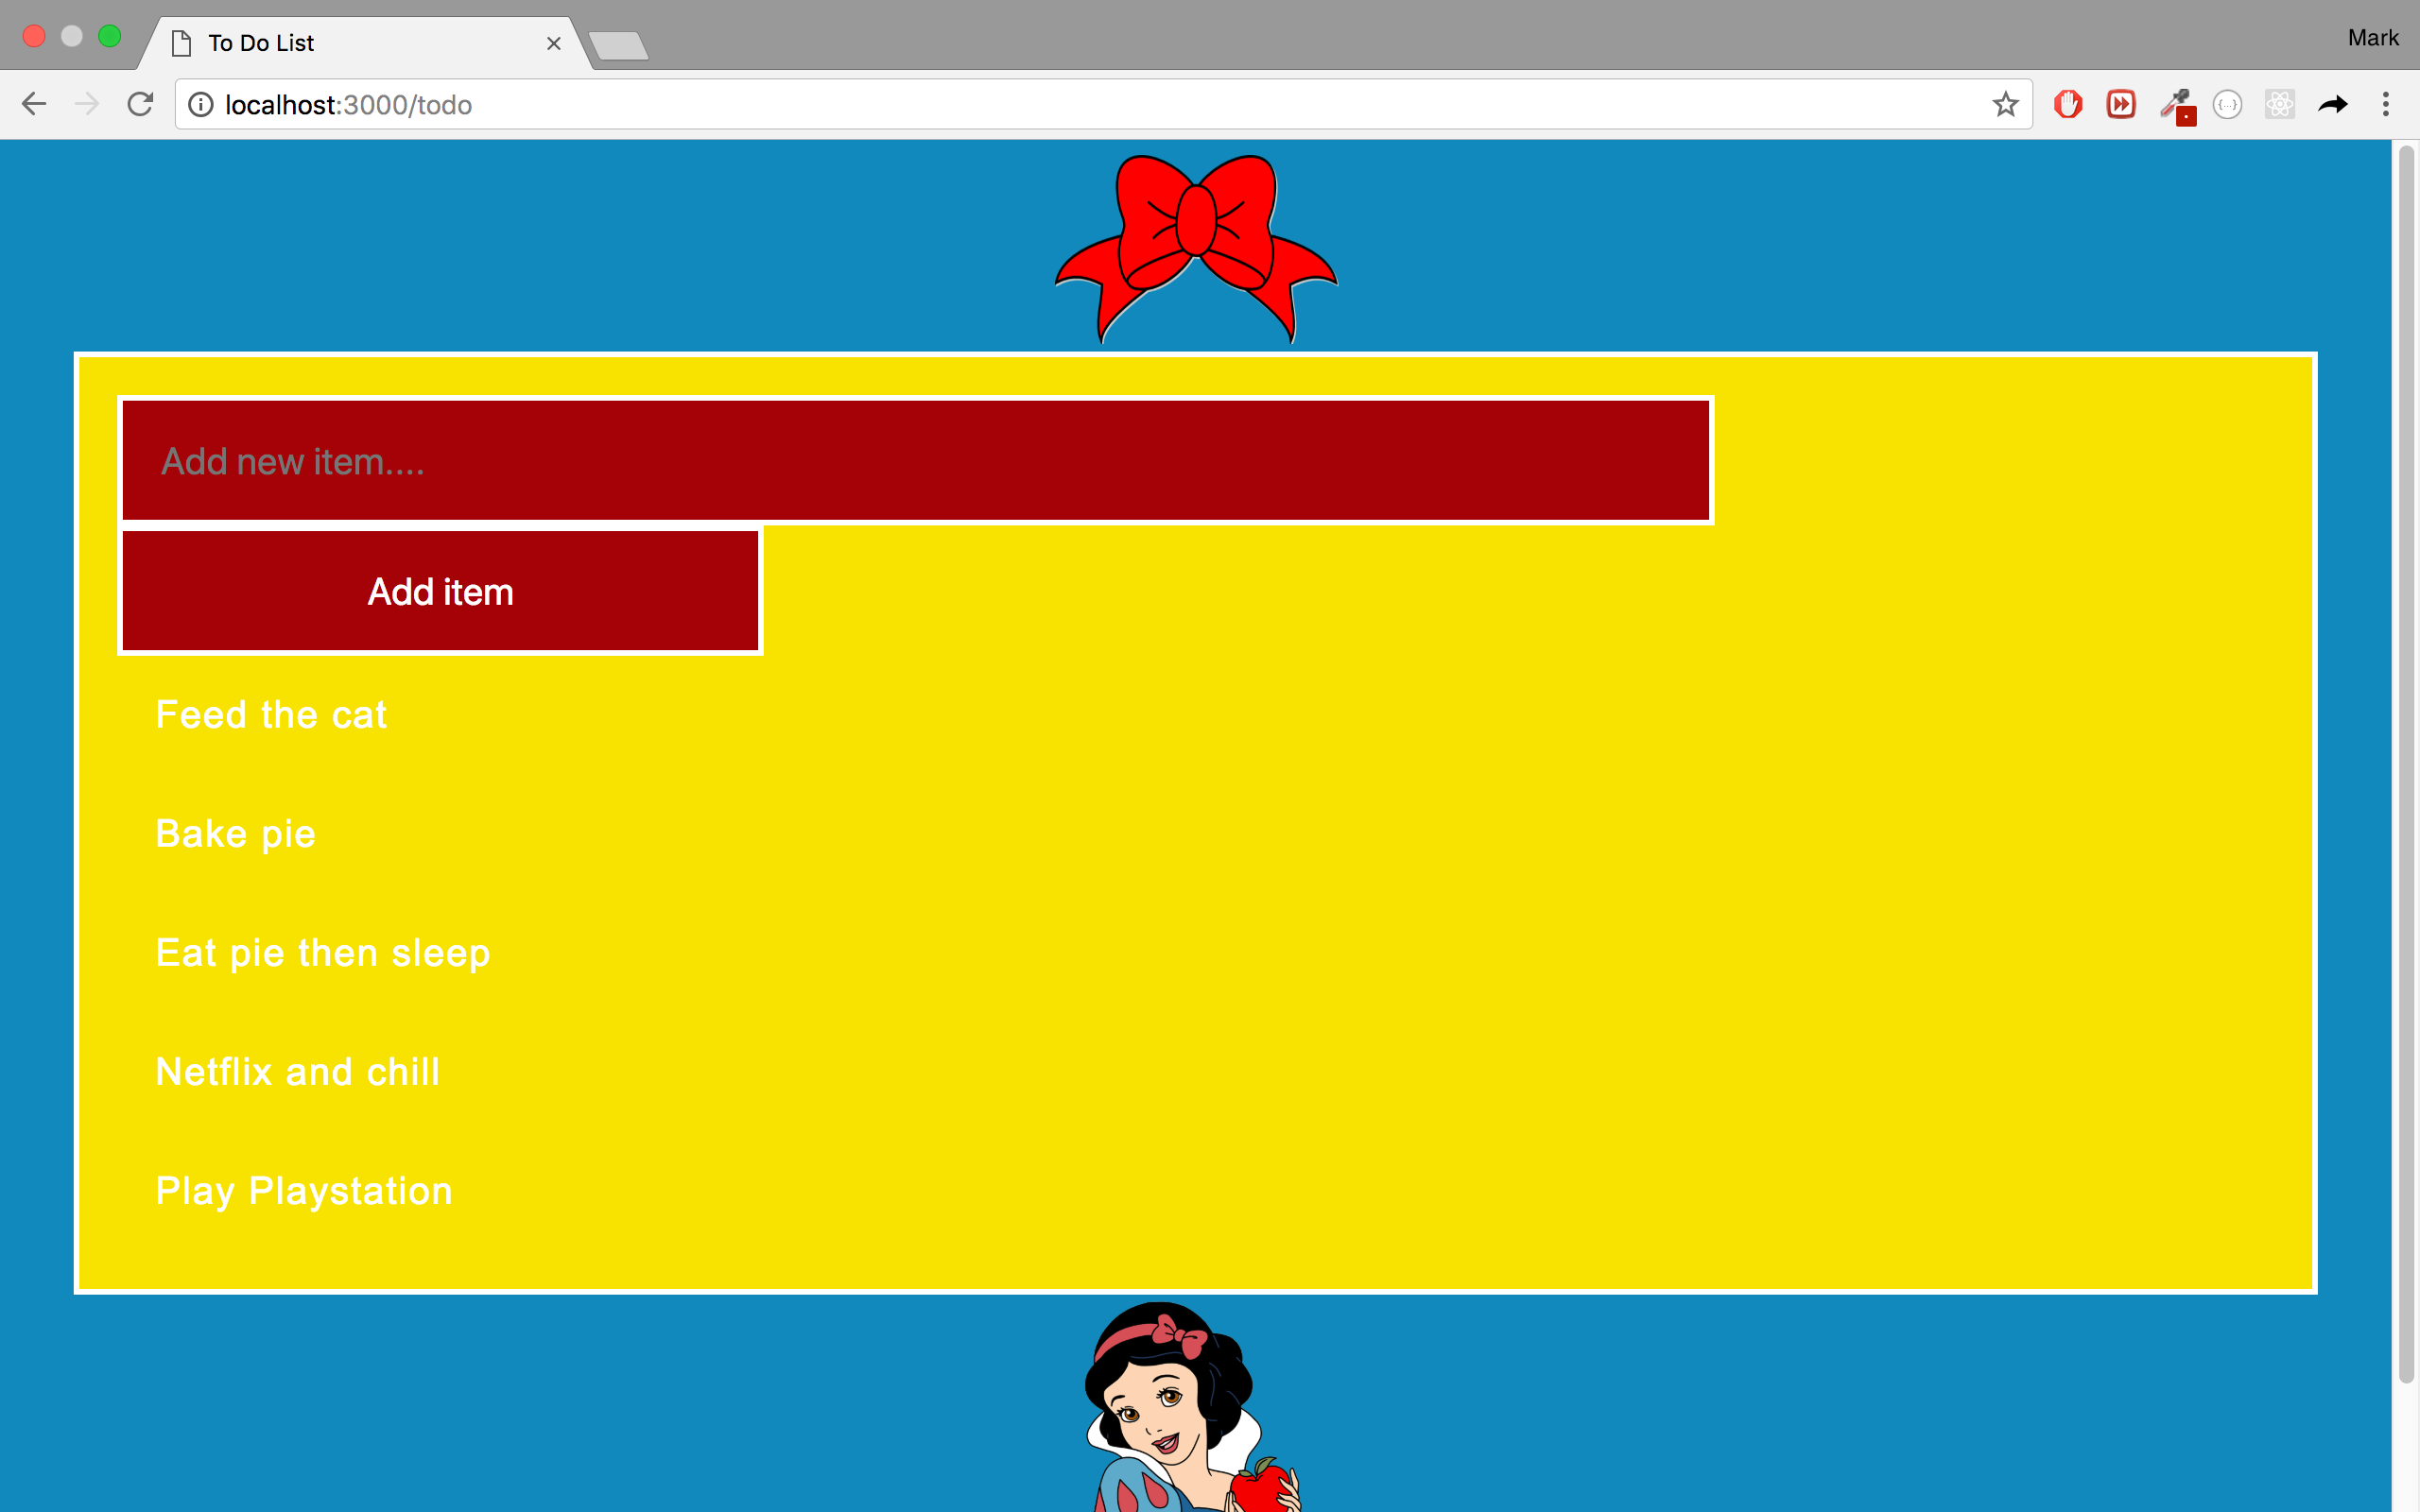 To Do List
Mark
localhost:3000/todo
Add new item....
Add item
Feed the cat
Bake pie
Eat pie then sleep
Netflix and chill
Play Playstation